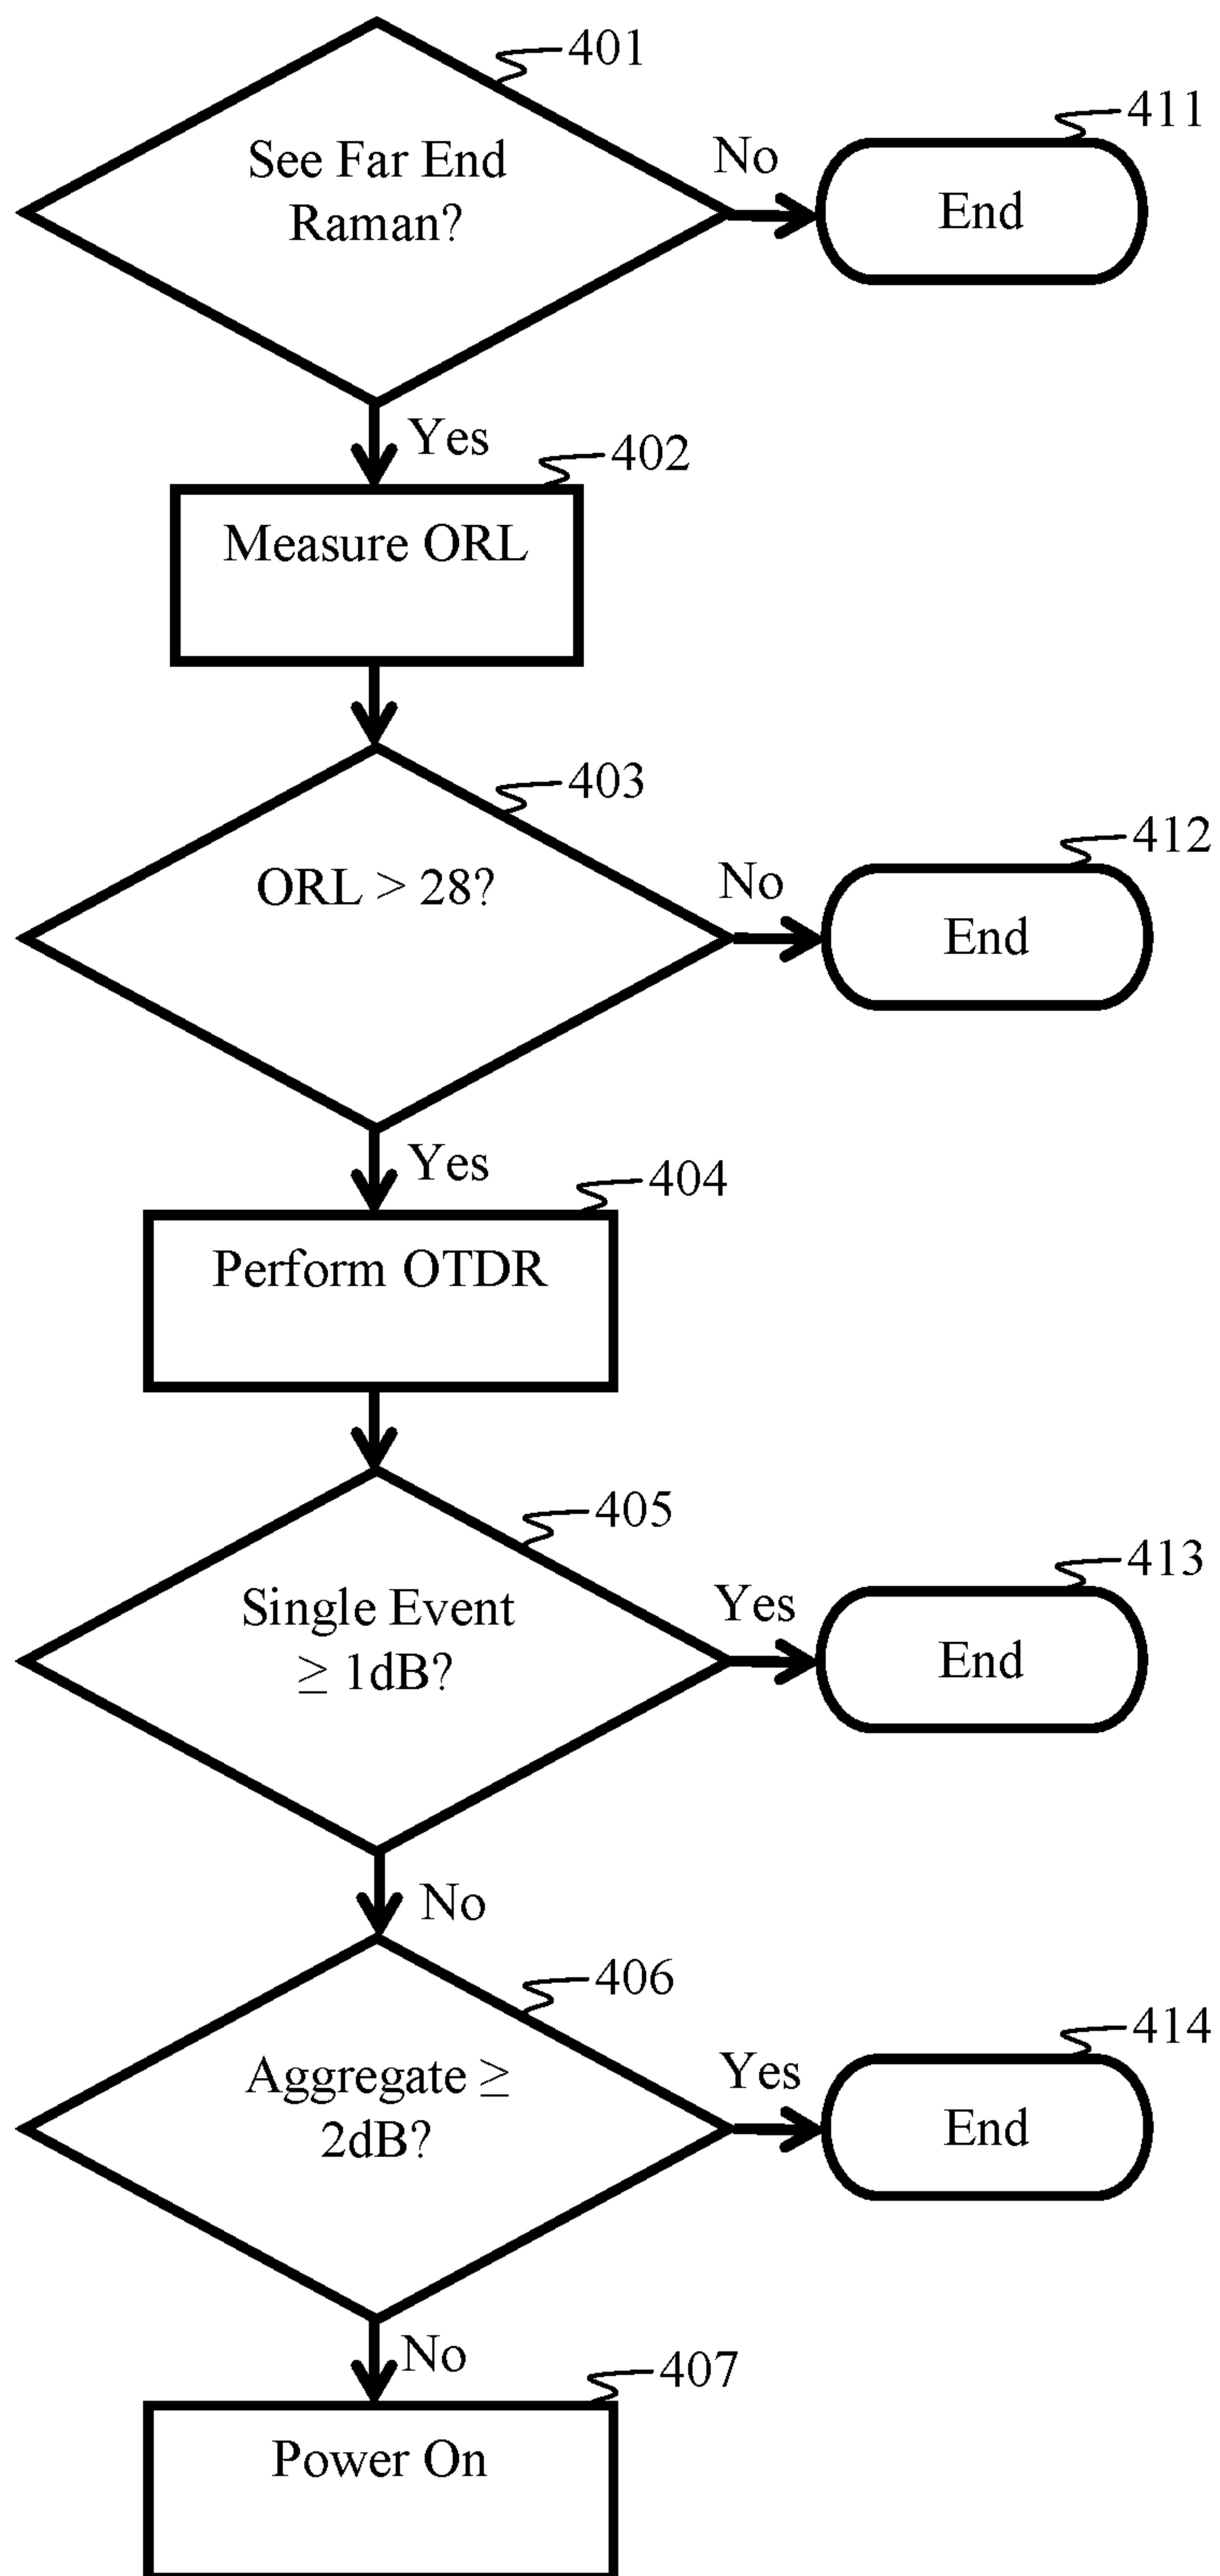 401
See Far End
Raman?
No
411
End
Yes
402
Measure ORL
403
ORL > 28?
No
412
End
Yes
404
Perform OTDR
405
Single Event
≥ 1dB?
Yes
413
End
No
406
Aggregate ≥
2dB?
Yes
414
End
No
407
Power On